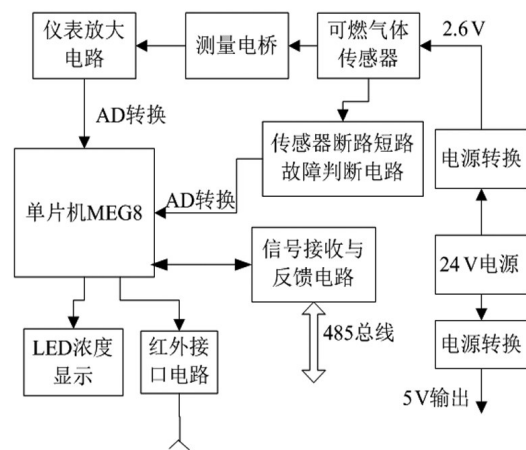 仪表放大
电路
测量电桥
可燃气体
传感器
2.6V
AD转换
传感器断路短路
故障判断电路
电源转换
单片机MEG8
AD转换
信号接收与
反馈电路
24V电源
LED浓度
显示
红外接
口电路
485总线
电源转换
5V输出